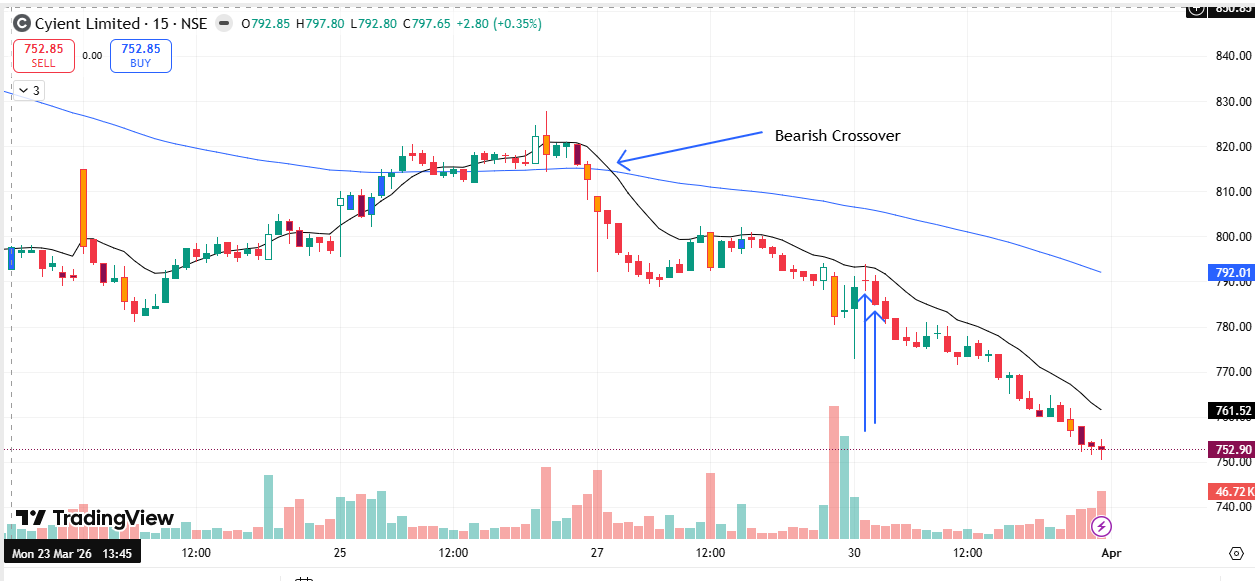 Cyient Limited · 15 · NSE O792.85 H797.80 L792.80 C797.65 +2.80 (+0.35%)
752.85 0.00 752.85
SELL BUY
3
840.00
830.00
Bearish Crossover
820.00
810.00
800.00
792.01
790.00
780.00
770.00
761.52
752.90
750.00
46.72K
740.00
TradingView
Mon 23 Mar '26 13:45 12:00 25 12:00 27 12:00 30 12:00 Apr